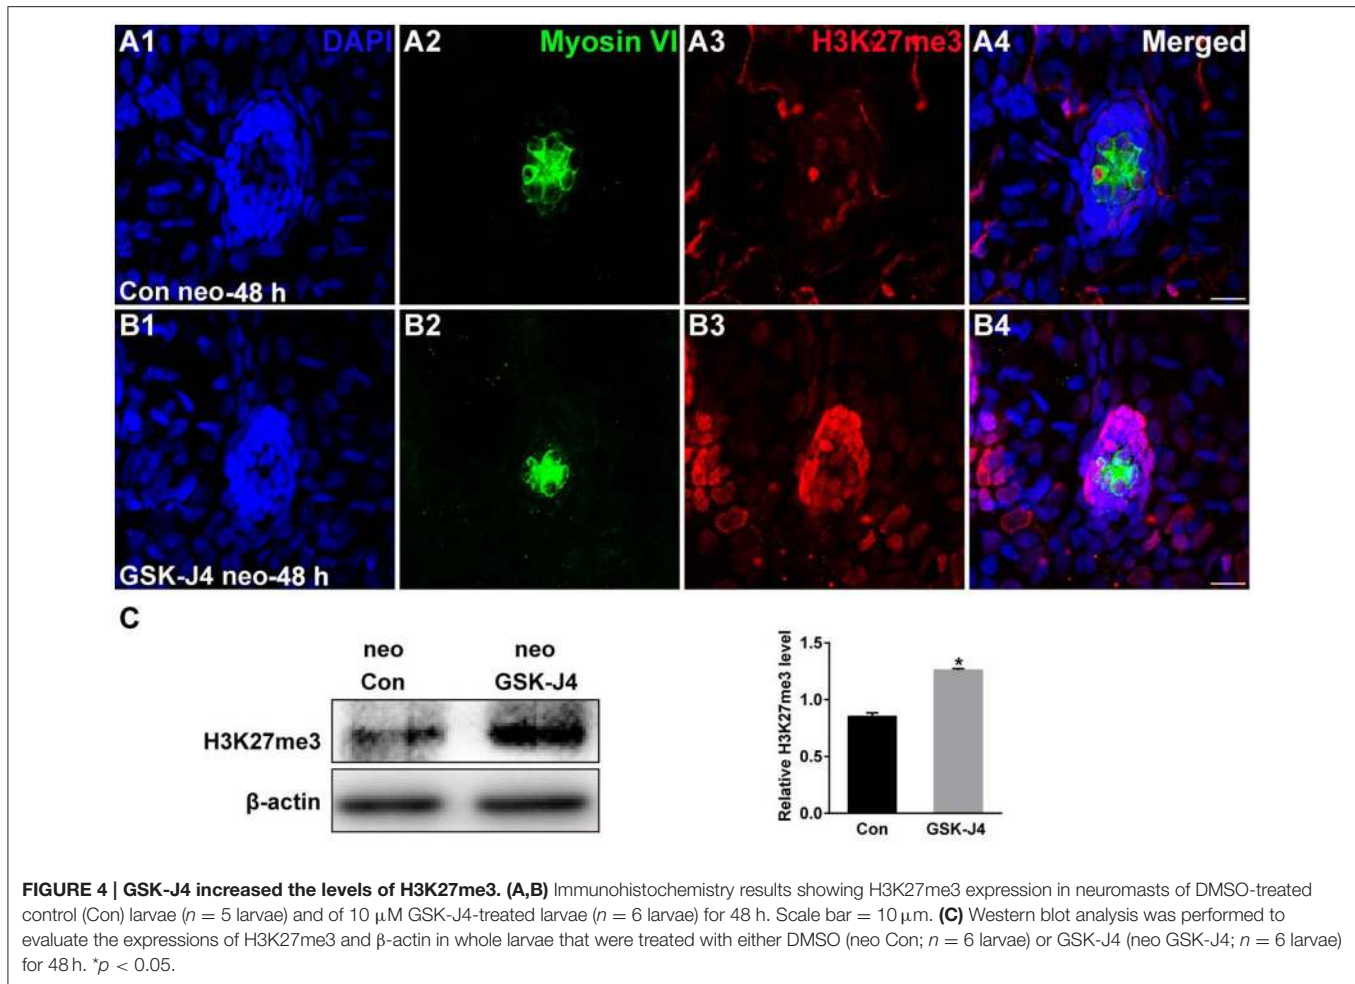 A1 DAPI A2 Myosin VI A3 H3K27me3 A4 Merged
Con neo-48 h
B1 B2 B3 B4
GSK-J4 neo-48 h
C
neo neo
Con GSK-J4
H3K27me3
β-actin
Relative H3K27me3 level
1.5
1.0
0.5
0.0
*
Con GSK-J4
FIGURE 4 | GSK-J4 increased the levels of H3K27me3. (A,B) Immunohistochemistry results showing H3K27me3 expression in neuromasts of DMSO-treated
control (Con) larvae (n = 5 larvae) and of 10 μM GSK-J4-treated larvae (n = 6 larvae) for 48 h. Scale bar = 10 μm. (C) Western blot analysis was performed to
evaluate the expressions of H3K27me3 and β-actin in whole larvae that were treated with either DMSO (neo Con; n = 6 larvae) or GSK-J4 (neo GSK-J4; n = 6 larvae)
for 48 h. *p < 0.05.